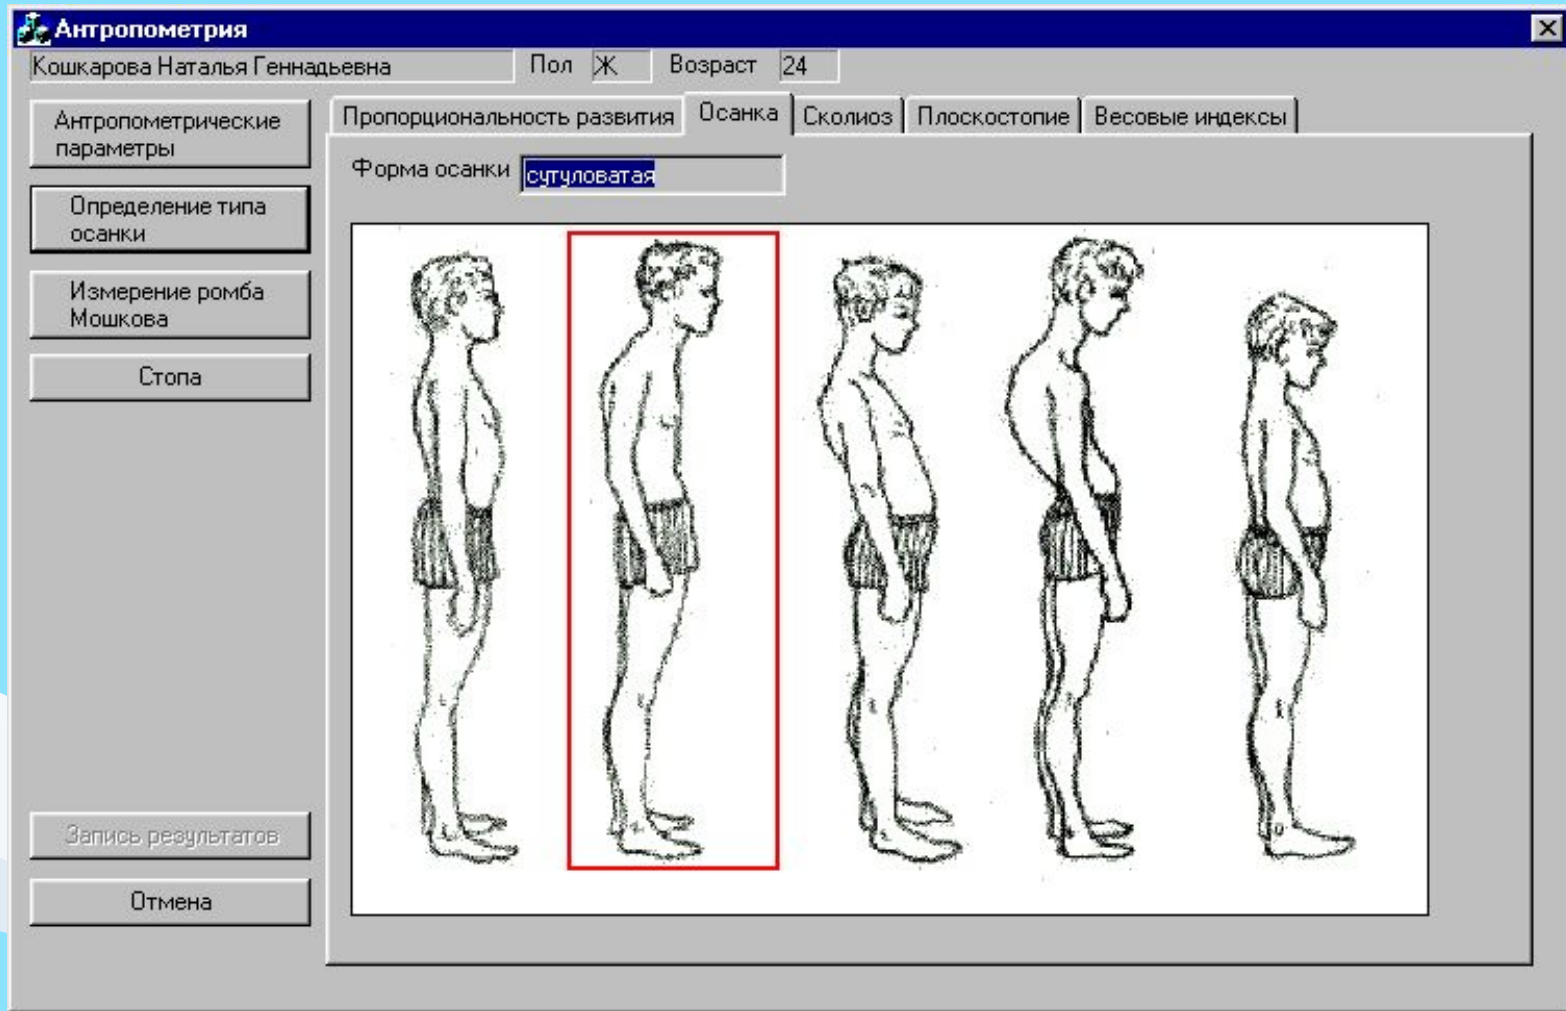 Антропометрия
Кошкарова Наталья Геннадьевна Пол Ж Возраст 24
Антропометрические
параметры
Определение типа
осанки
Измерение ромба
Мошкова
Стопа
Запись результатов
Отмена
Пропорциональность развития Осанка Сколиоз Плоскостопие Весовые индексы
Форма осанки сутуловатая